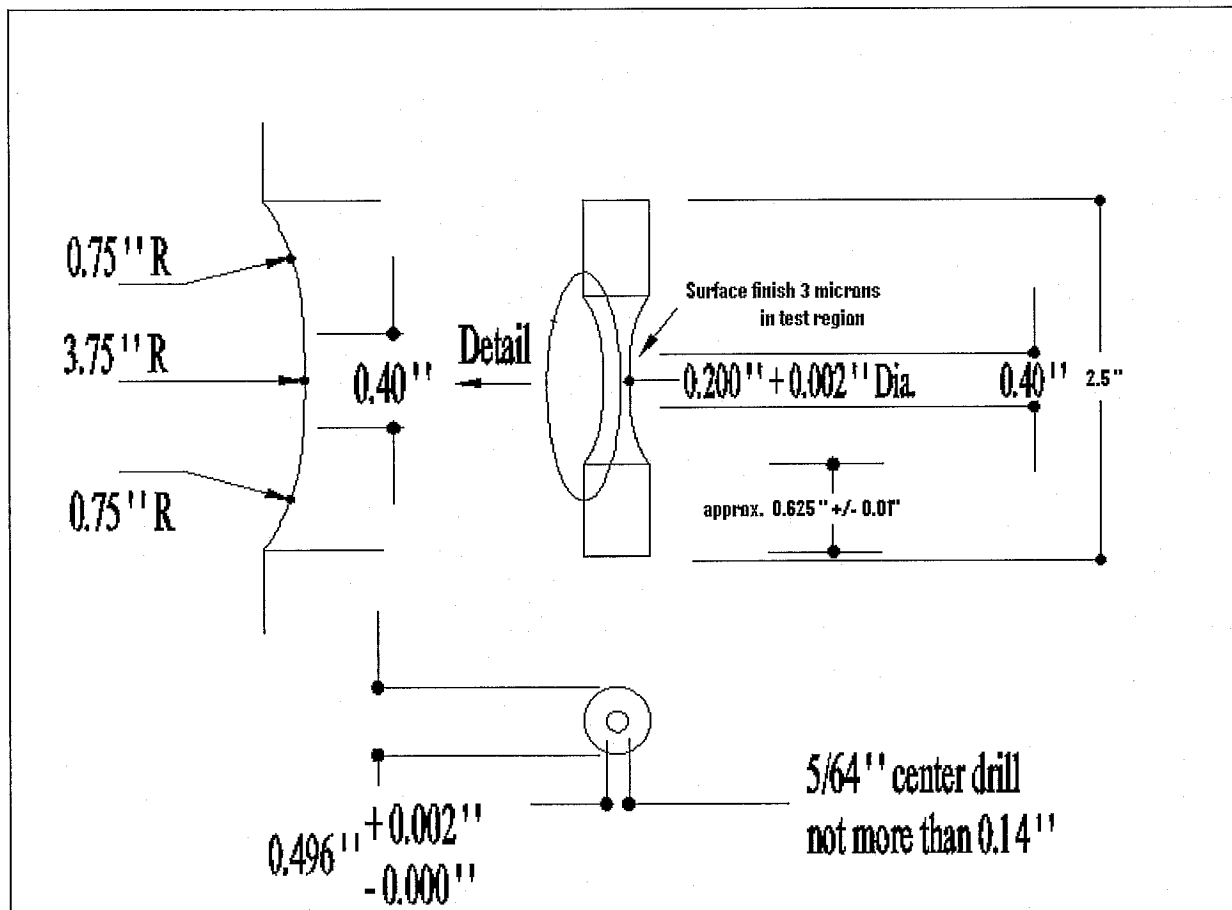 0.75'' R
3.75'' R
0.40''
0.75'' R
Detail
Surface finish 3 microns
in test region
0.200'' + 0.002'' Dia.
0.40''
2.5"
approx. 0.625" +/- 0.01"
0.496'' + 0.002''
- 0.000''
5/64'' center drill
not more than 0.14''